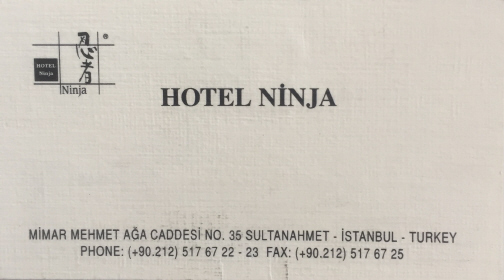 忍者 ®
HOTEL
Ninja
Ninja
HOTEL NİNJA
MİMAR MEHMET AĞA CADDESİ NO. 35 SULTANAHMET - İSTANBUL - TURKEY
PHONE: (+90.212) 517 67 22 - 23 FAX: (+90.212) 517 67 25